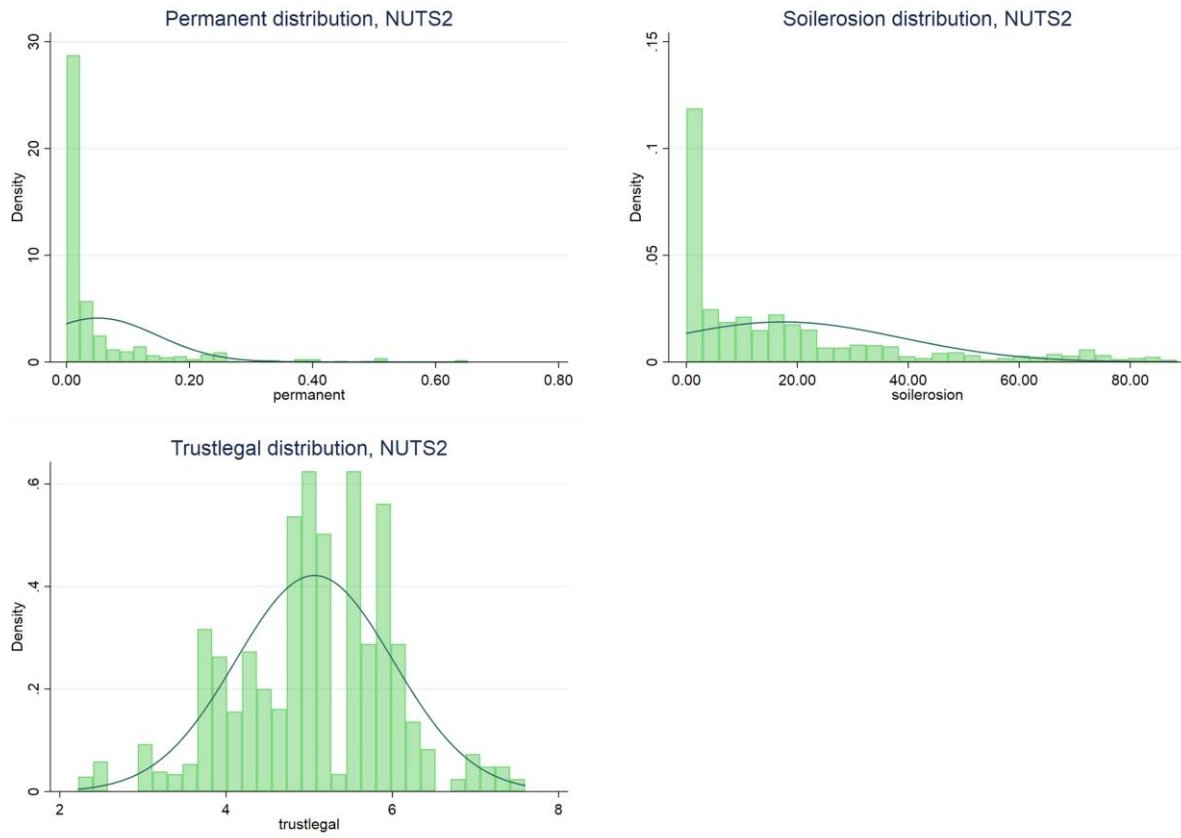 Permanent distribution, NUTS2
Density
30
20
10
0
0.00 0.20 0.40 0.60 0.80
permanent
Soilerosion distribution, NUTS2
Density
.15
.1
.05
0
0.00 20.00 40.00 60.00 80.00
soilerosion
Trustlegal distribution, NUTS2
Density
.6
.4
.2
0
2 4 6 8
trustlegal